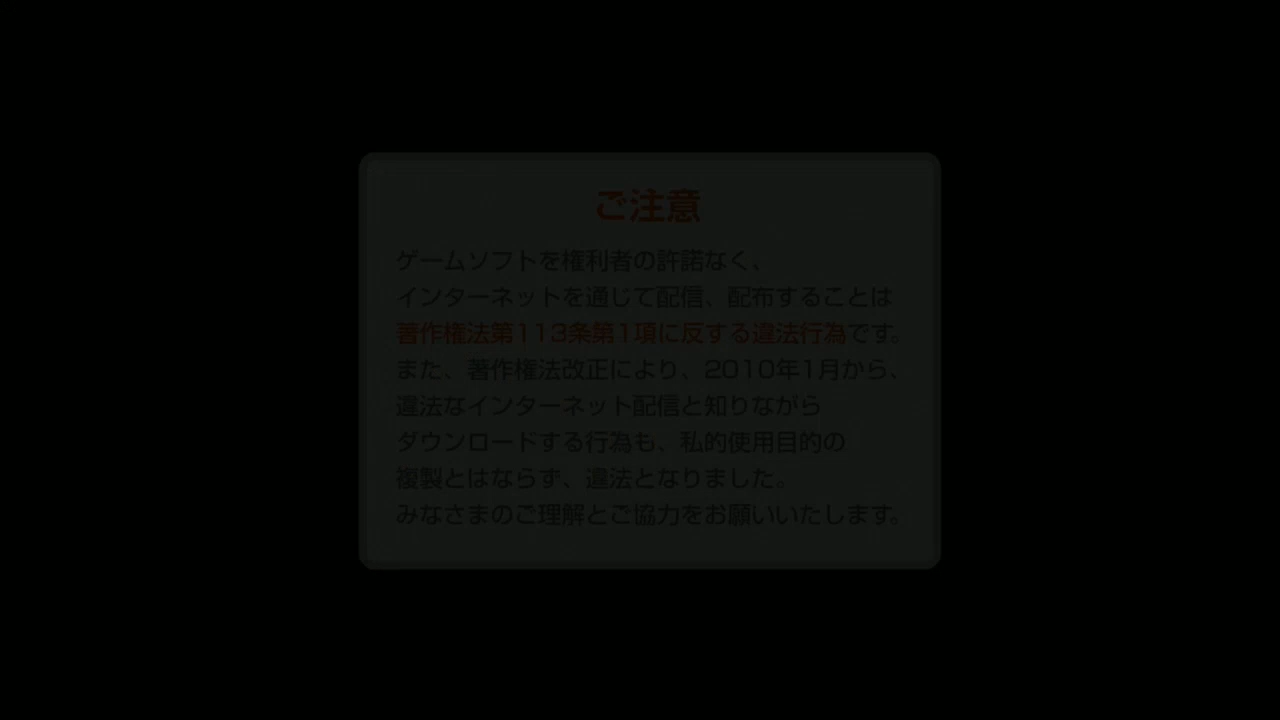 ご注意
ゲームソフトを権利者の許諾なく、
インターネットを通じて配信、配布することは
著作権法第113条第1項に反する違法行為です。
また、著作権法改正により、2010年1月から、
違法なインターネット配信と知りながら
ダウンロードする行為も、私的使用目的の
複製とはならず、違法となりました。
みなさまのご理解とご協力をお願いいたします。